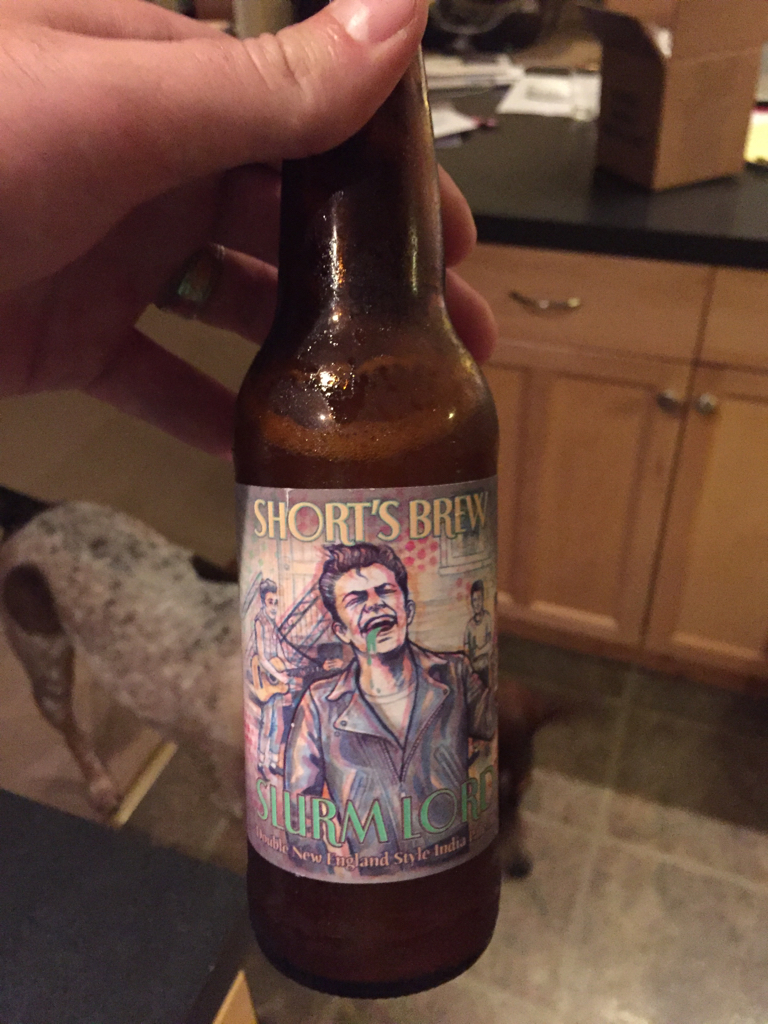 SHORT'S BREW
SLURM LORD
Double New England Style India